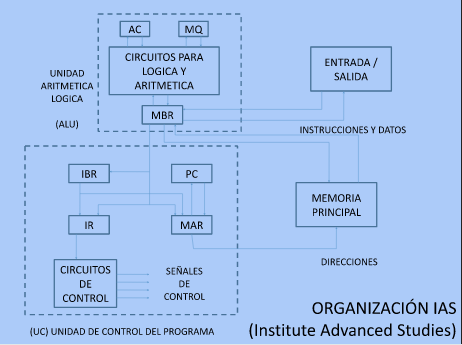 AC
MQ
CIRCUITOS PARA
LOGICA Y
ARITMETICA
UNIDAD
ARITMETICA
LOGICA
(ALU)
MBR
ENTRADA /
SALIDA
INSTRUCCIONES Y DATOS
IBR
PC
MEMORIA
PRINCIPAL
IR
MAR
DIRECCIONES
CIRCUITOS
DE
CONTROL
SEÑALES
DE
CONTROL
(UC) UNIDAD DE CONTROL DEL PROGRAMA
ORGANIZACIÓN IAS
(Institute Advanced Studies)